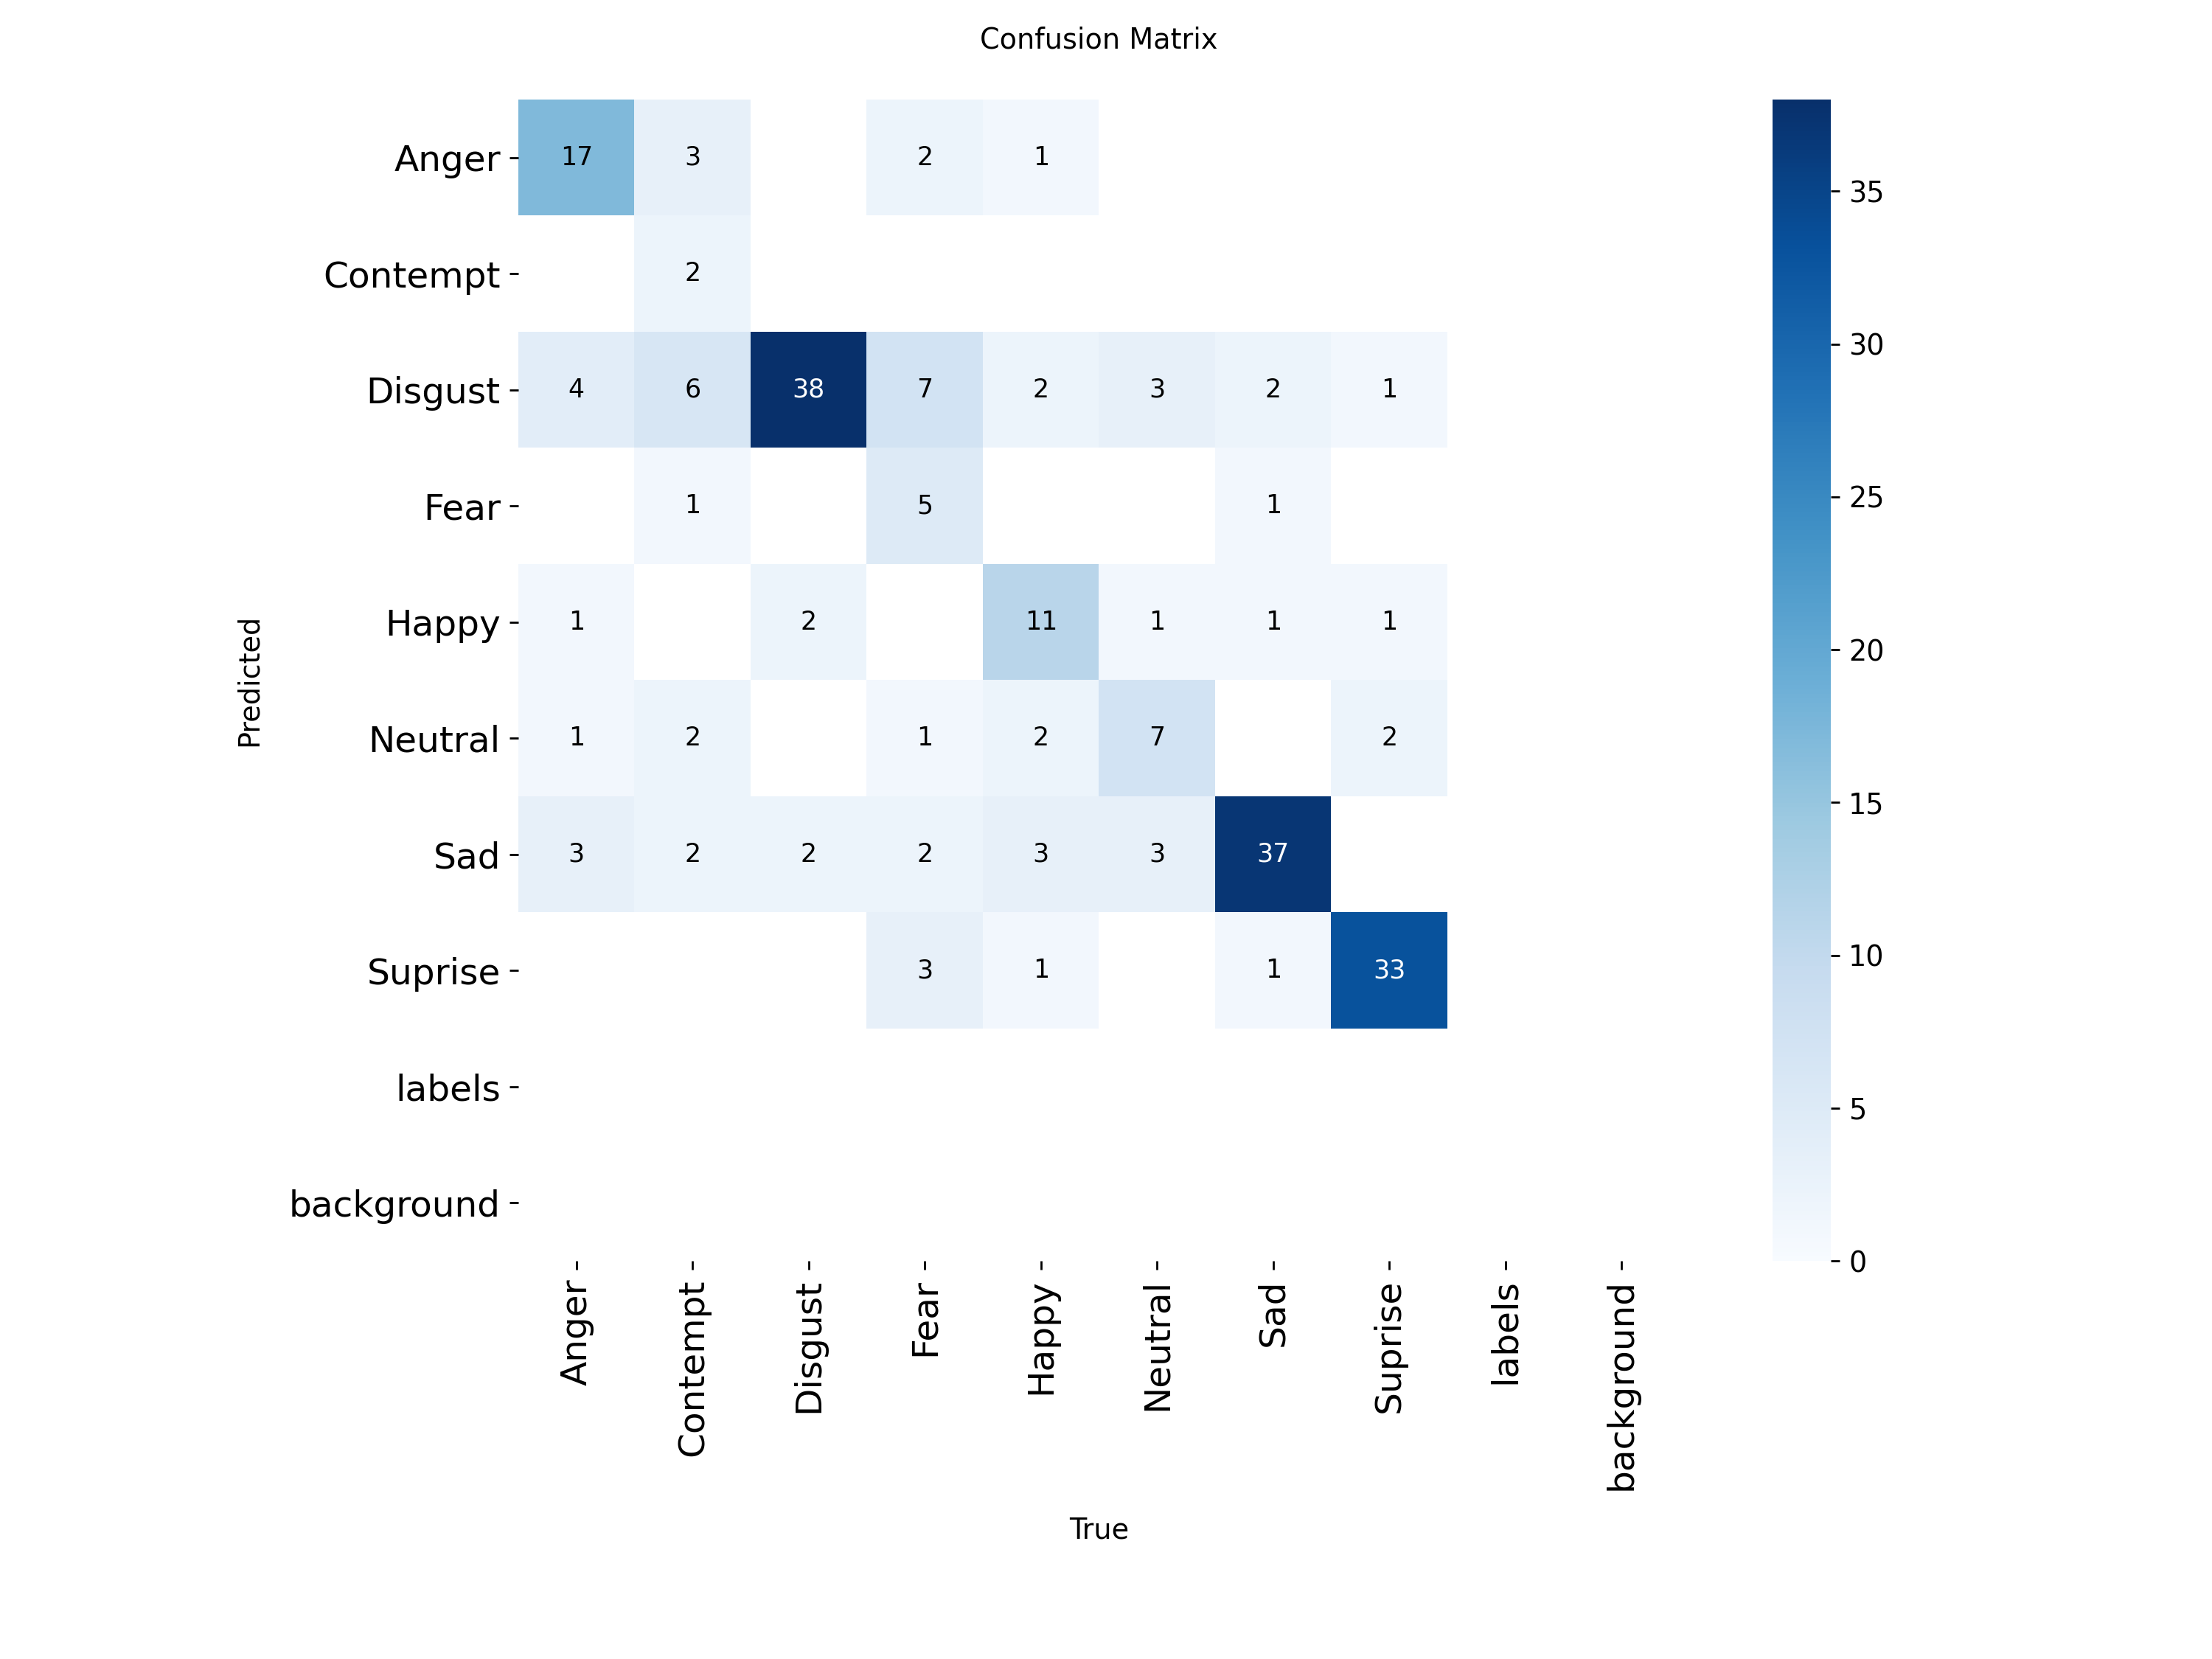 Confusion Matrix
Anger 17 3 2 1
Contempt 2
Disgust 4 6 38 7 2 3 2 1
Fear 1 5 1
Happy 1 2 11 1 1 1
Neutral 1 2 1 2 7 2
Sad 3 2 2 2 3 3 37
Suprise 3 1 1 33
labels
background
Predicted
Anger Contempt Disgust Fear Happy Neutral Sad Suprise labels background
True
35
30
25
20
15
10
5
0